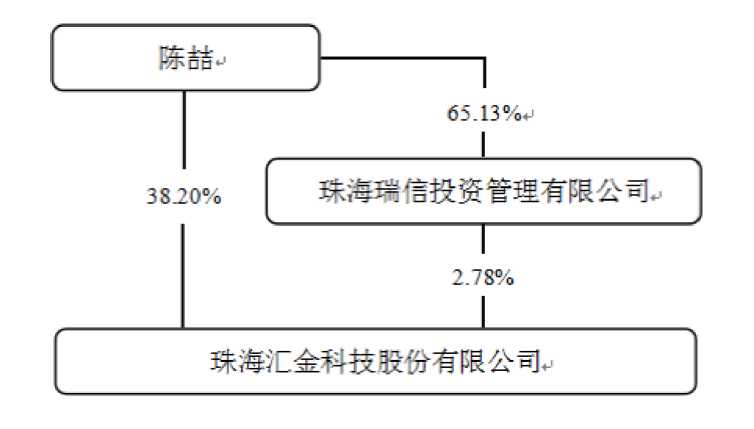 陈喆
65.13%
38.20%
珠海瑞信投资管理有限公司
2.78%
珠海汇金科技股份有限公司